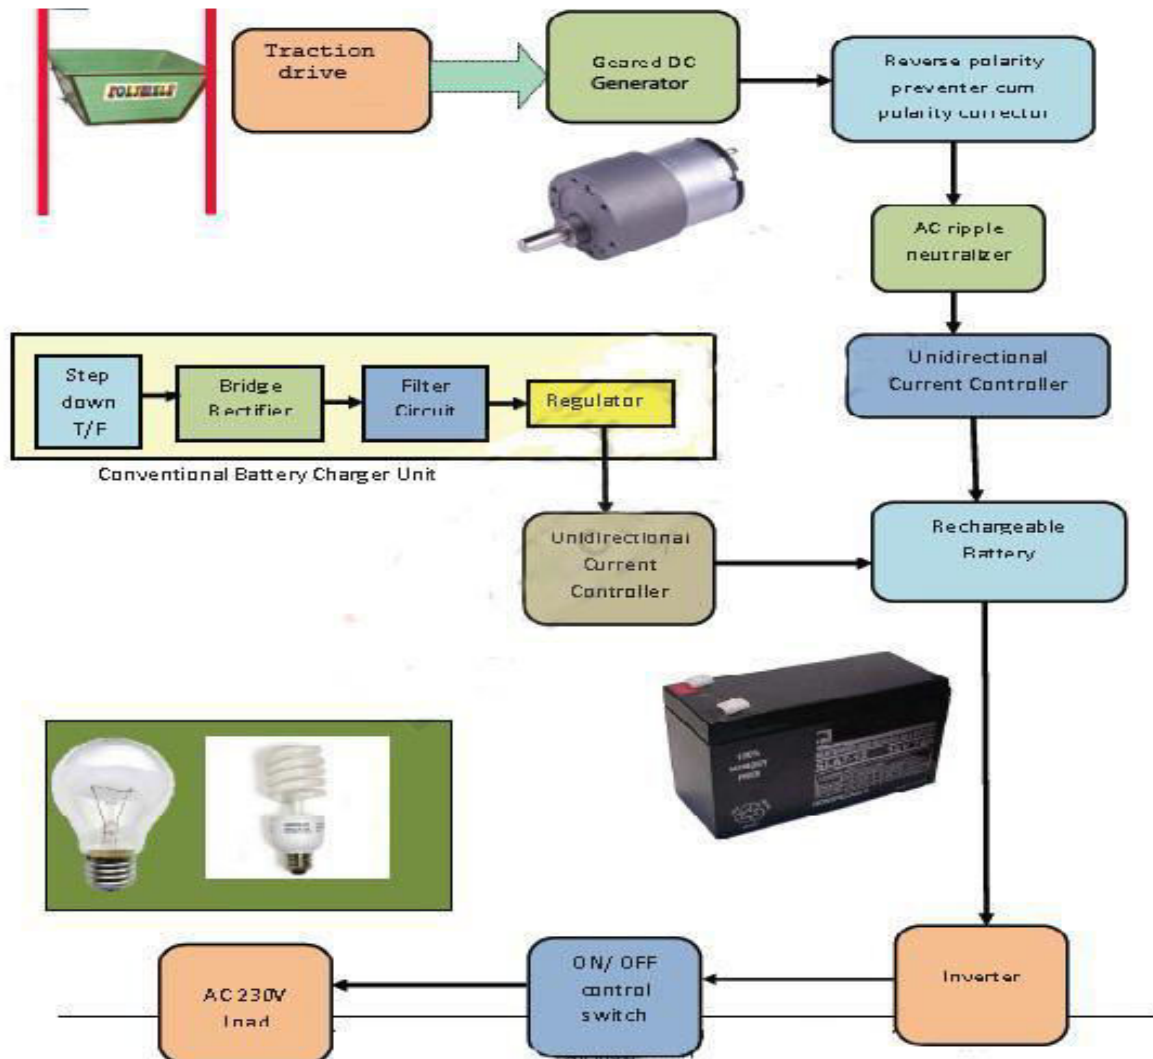 Traction
drive
Geared DC
Generator
Reverse polarity
preventer cum
polarity corrector
AC ripple
neutralizer
Unidirectional
Current Controller
Step
down
T/F
Bridge
Rectifier
Filter
Circuit
Regulator
Conventional Battery Charger Unit
Unidirectional
Current
Controller
Rechargeable
Battery
Inverter
ON/ OFF
control
switch
AC 230V
load